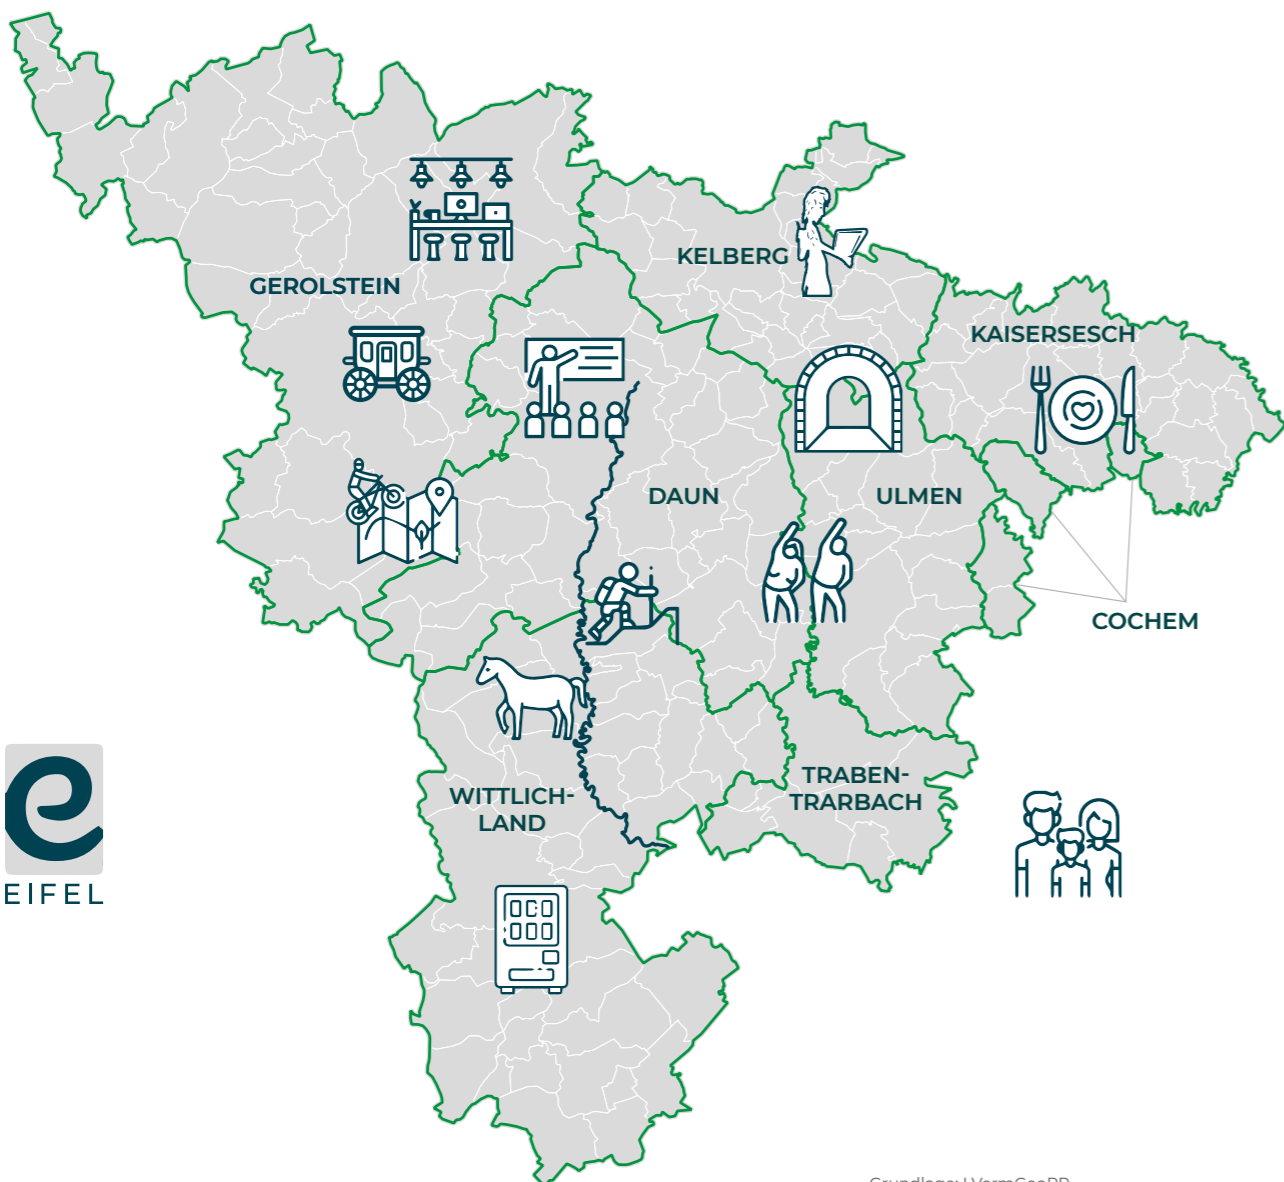 KELBERG
GEROLSTEIN
KAISERSESCH
DAUN
ULMEN
COCHEM
TRABEN-
TRARBACH
WITTLICH-
LAND
e
EIFEL